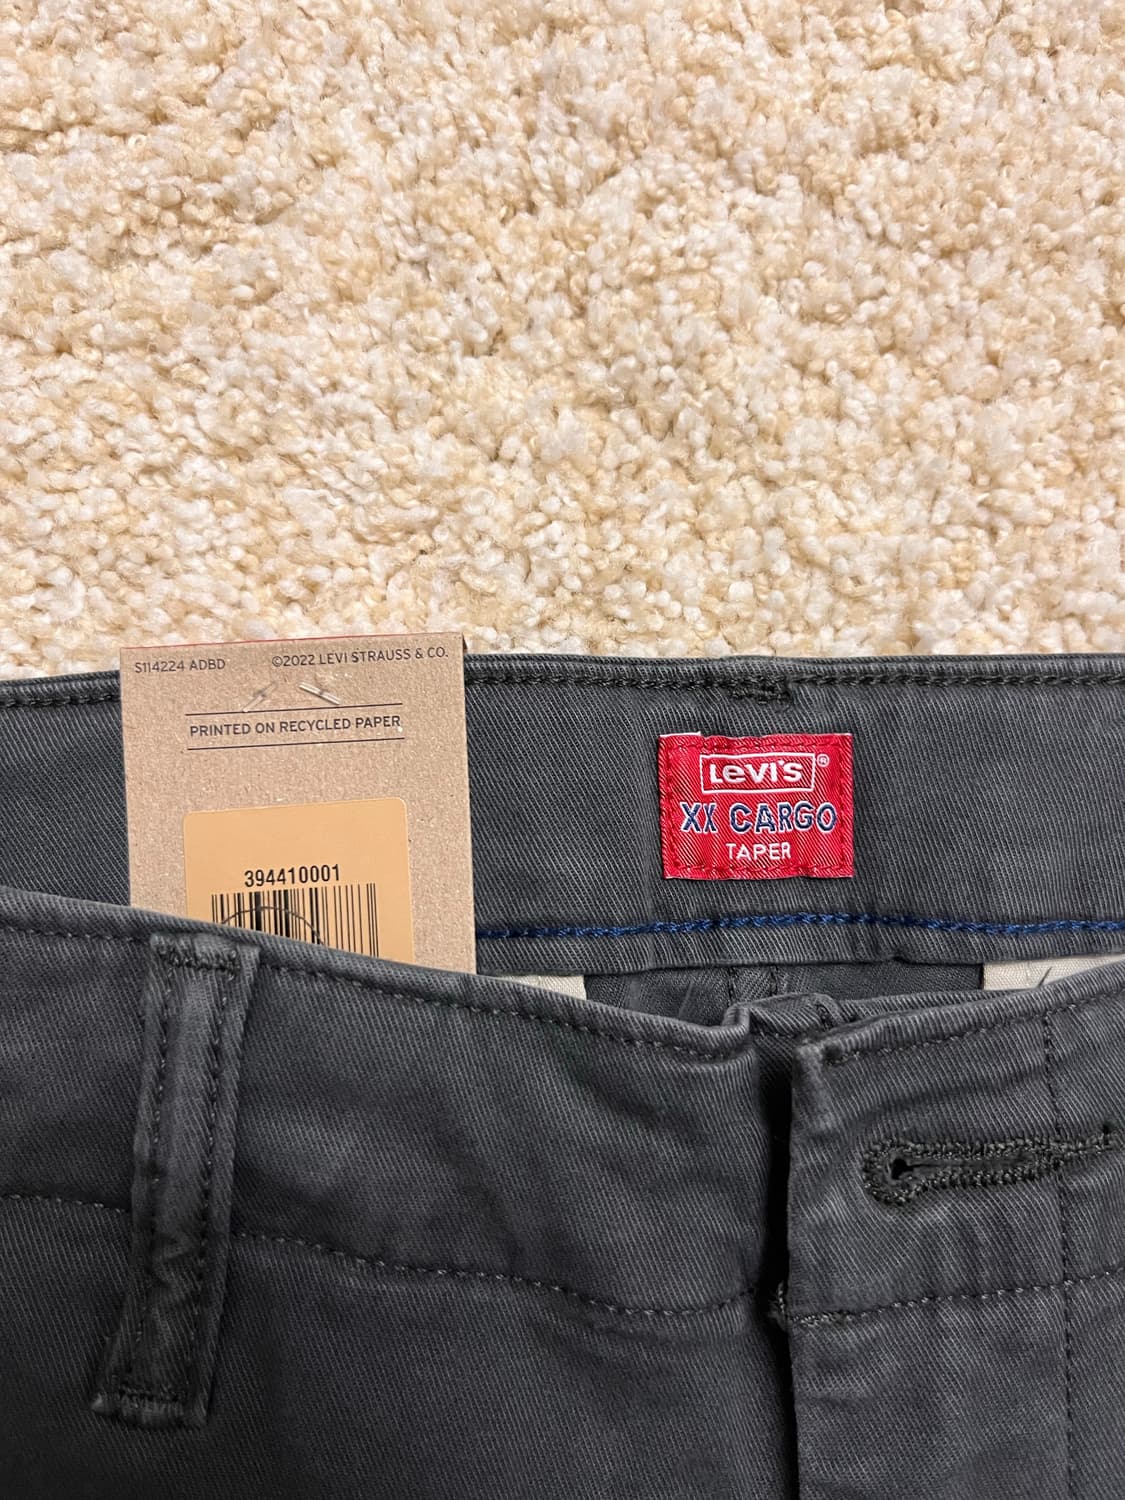 S114224 ADBD ©2022 LEVI STRAUSS & CO.
PRINTED ON RECYCLED PAPER
394410001
LEVI'S®
XX CARGO
TAPER